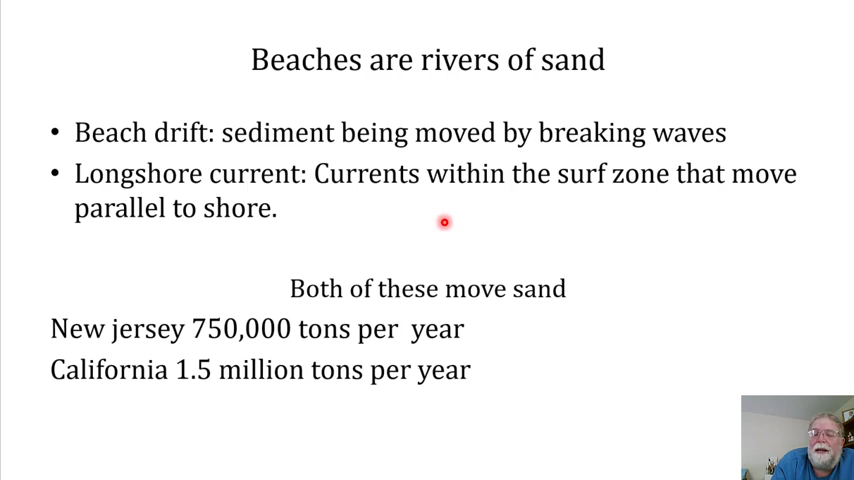 Beaches are rivers of sand
• Beach drift: sediment being moved by breaking waves
• Longshore current: Currents within the surf zone that move
parallel to shore.
Both of these move sand
New jersey 750,000 tons per  year
California 1.5 million tons per year